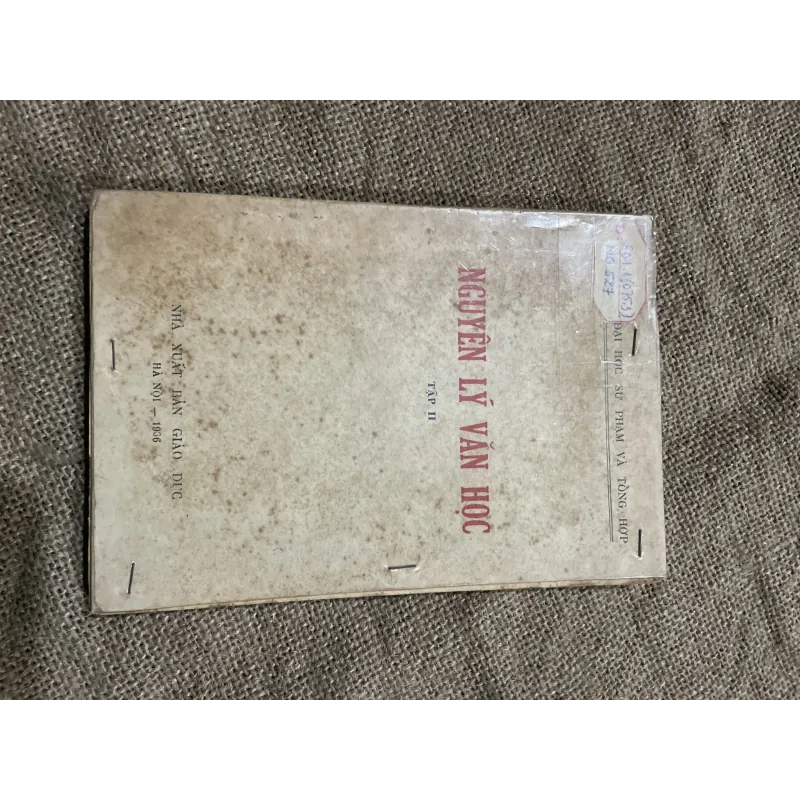 ĐẠI HỌC SƯ PHẠM VÀ TỔNG HỢP
NGUYÊN LÝ VĂN HỌC
TẬP II
NHÀ XUẤT BẢN GIÁO DỤC
HÀ NỘI — 1966